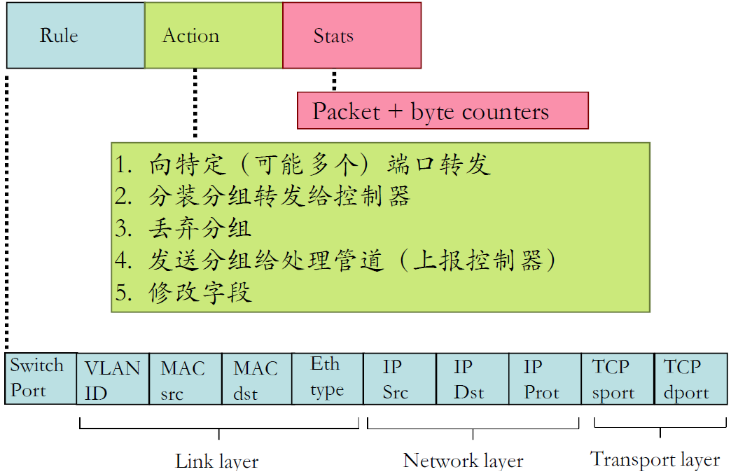 Rule Action Stats
Packet + byte counters
1. 向特定（可能多个）端口转发
2. 分装分组转发给控制器
3. 丢弃分组
4. 发送分组给处理管道（上报控制器）
5. 修改字段
Switch Port
VLAN ID
MAC src
MAC dst
Eth type
IP Src
IP Dst
IP Prot
TCP sport
TCP dport
Link layer
Network layer
Transport layer